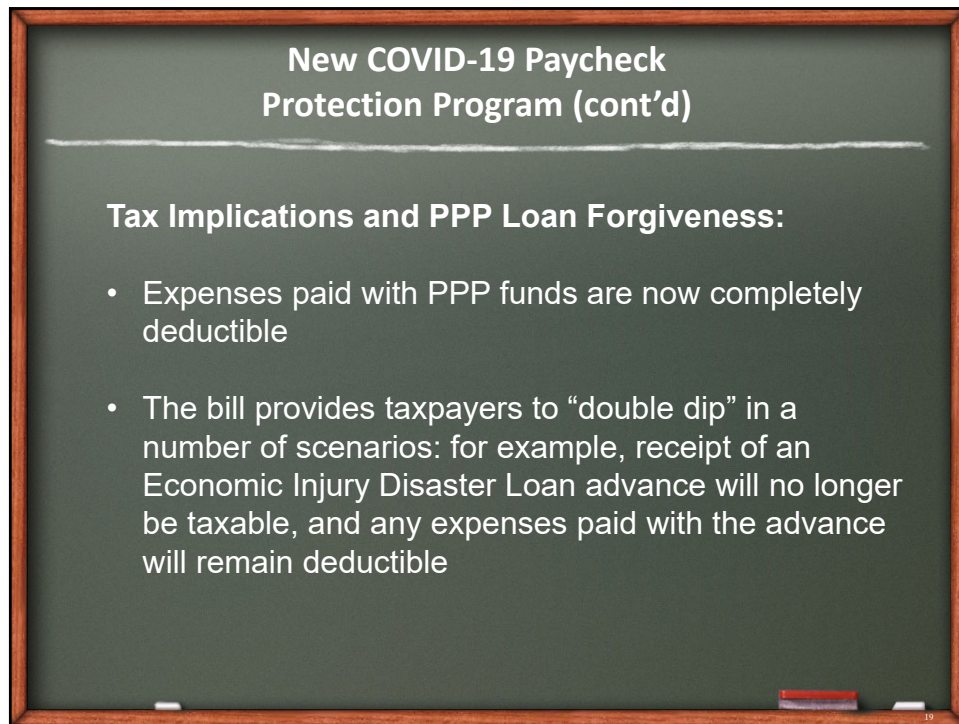 New COVID-19 Paycheck
Protection Program (cont’d)
Tax Implications and PPP Loan Forgiveness:
• Expenses paid with PPP funds are now completely
deductible
• The bill provides taxpayers to “double dip” in a
number of scenarios: for example, receipt of an
Economic Injury Disaster Loan advance will no longer
be taxable, and any expenses paid with the advance
will remain deductible
19